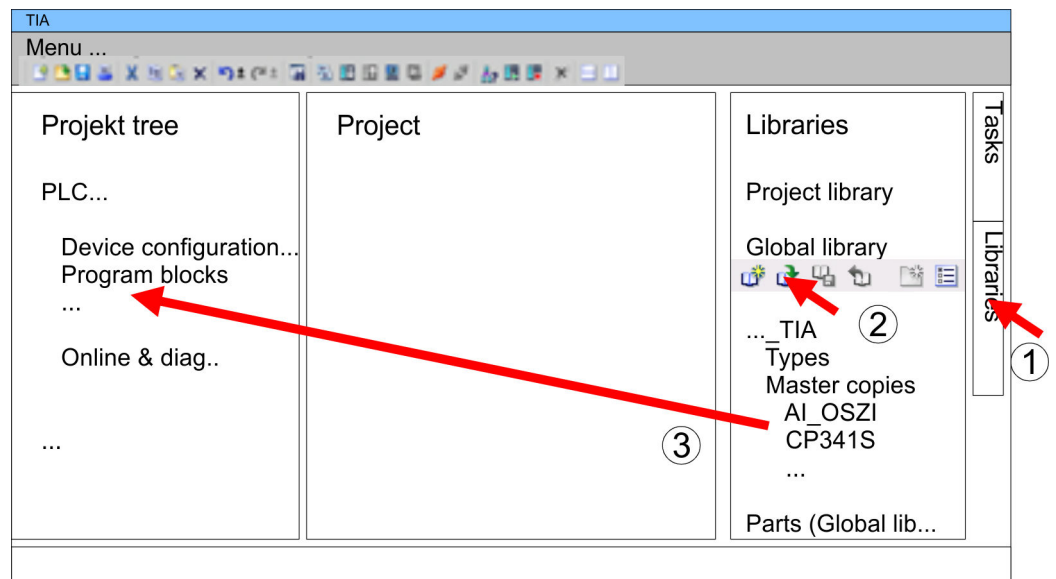 TIA
Menu ...
Projekt tree
PLC...
Device configuration...
Program blocks
...
Online & diag..
...
Project
③
Libraries
Project library
Global library
②
..._TIA
Types
Master copies
AI_OSZI
CP341S
...
Parts (Global lib...
Tasks
Libraries
①